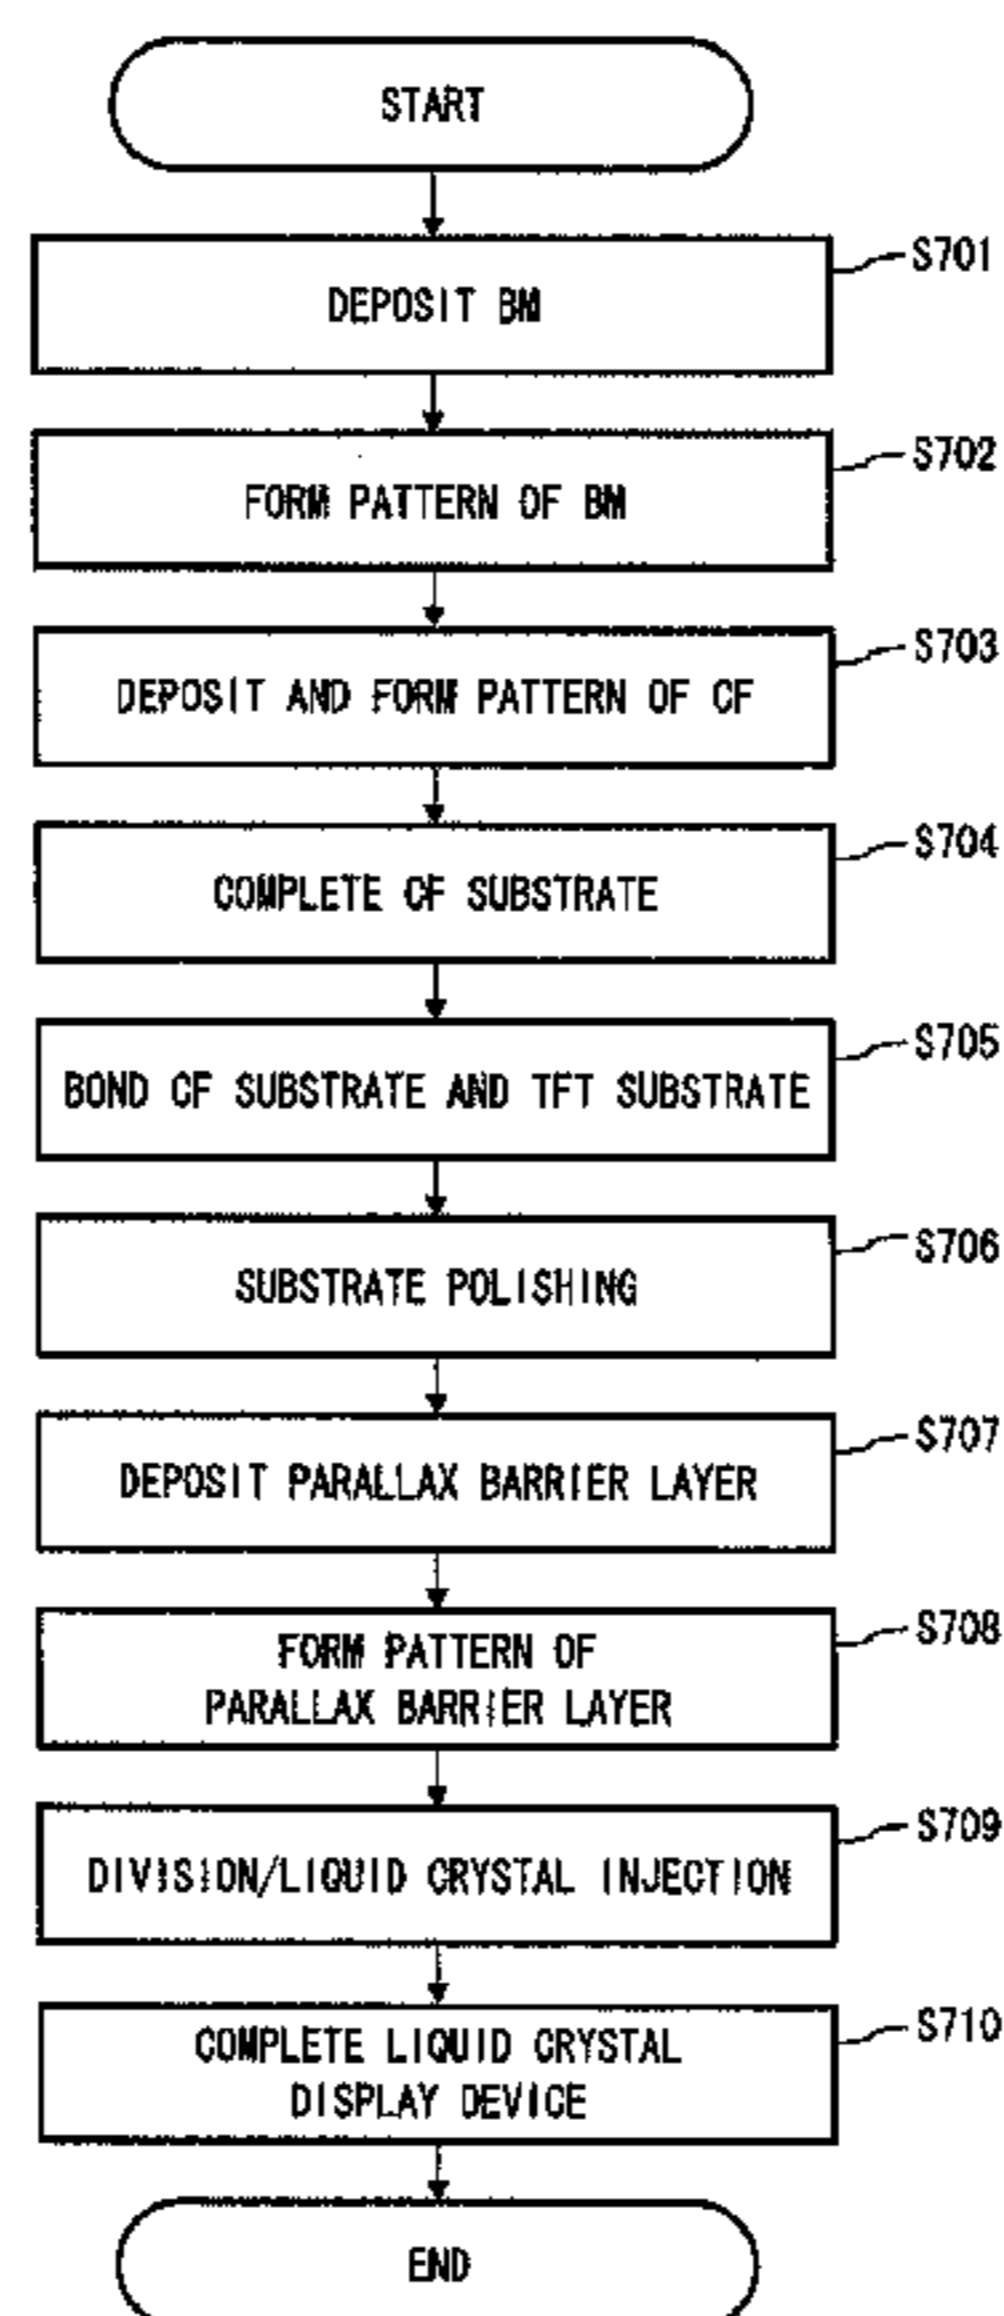 START
DEPOSIT BM
S701
FORM PATTERN OF BM
S702
DEPOSIT AND FORM PATTERN OF CF
S703
COMPLETE CF SUBSTRATE
S704
BOND CF SUBSTRATE AND TFT SUBSTRATE
S705
SUBSTRATE POLISHING
S706
DEPOSIT PARALLAX BARRIER LAYER
S707
FORM PATTERN OF
PARALLAX BARRIER LAYER
S708
DIVISION/LIQUID CRYSTAL INJECTION
S709
COMPLETE LIQUID CRYSTAL
DISPLAY DEVICE
S710
END